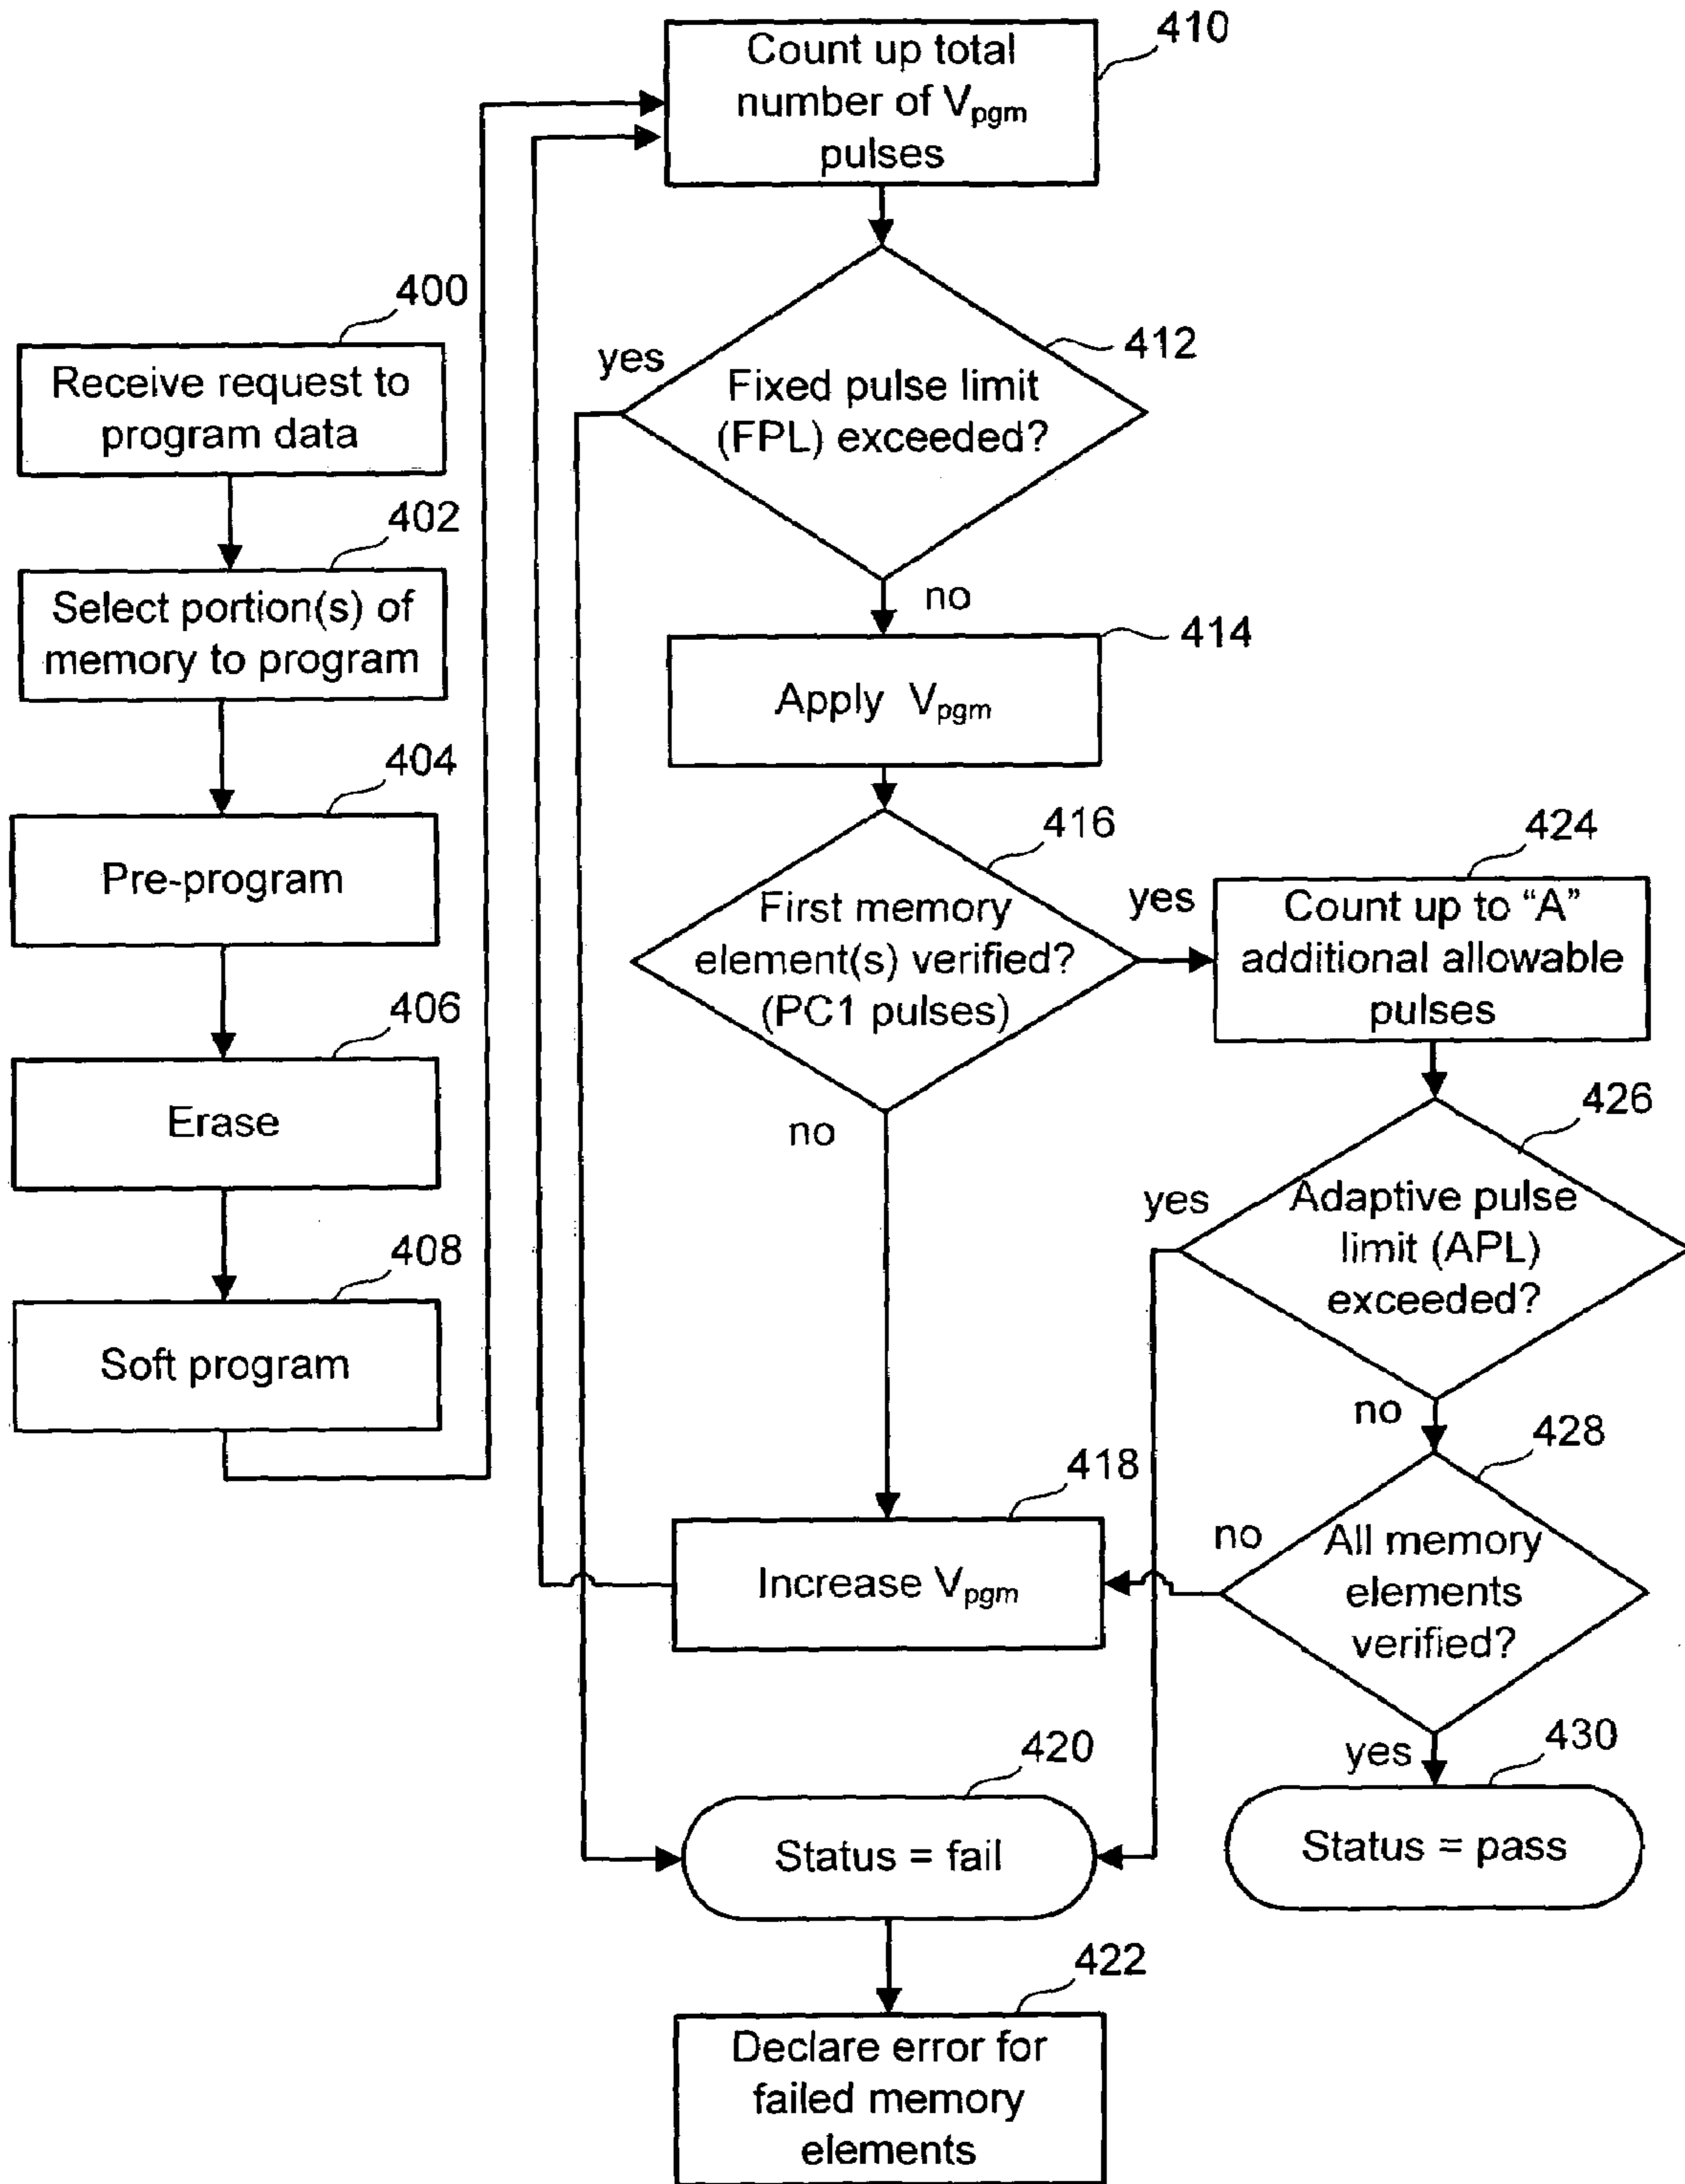 400
Receive request to
program data
402
Select portion(s) of
memory to program
404
Pre-program
406
Erase
408
Soft program
410
Count up total
number of Vpgm
pulses
412
yes
Fixed pulse limit
(FPL) exceeded?
no
414
Apply Vpgm
416
First memory
element(s) verified?
(PC1 pulses)
yes
no
424
Count up to “A”
additional allowable
pulses
426
yes
Adaptive pulse
limit (APL)
exceeded?
no
428
no
All memory
elements
verified?
yes
418
Increase Vpgm
420
Status = fail
430
Status = pass
422
Declare error for
failed memory
elements